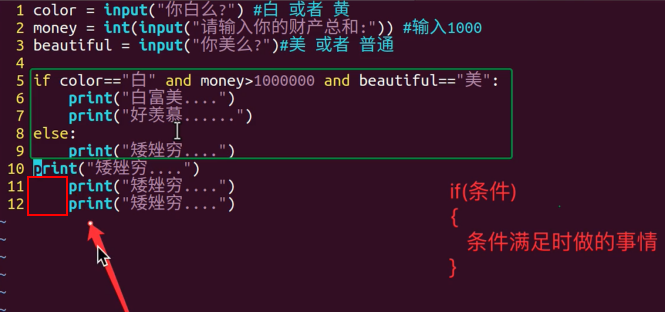 1 color = input("你白么?") #白 或者 黄
2 money = int(input("请输入你的财产总和:")) #输入1000
3 beautiful = input("你美么?")#美 或者 普通
4
5 if color=="白" and money>1000000 and beautiful=="美":
6     print("白富美....")
7     print("好羡慕......")
8 else:
9     print("矮矬穷....")
10 print("矮矬穷....")
11     print("矮矬穷....")
12     print("矮矬穷....")
~
~
~
~
~
if(条件)
{
条件满足时做的事情
}